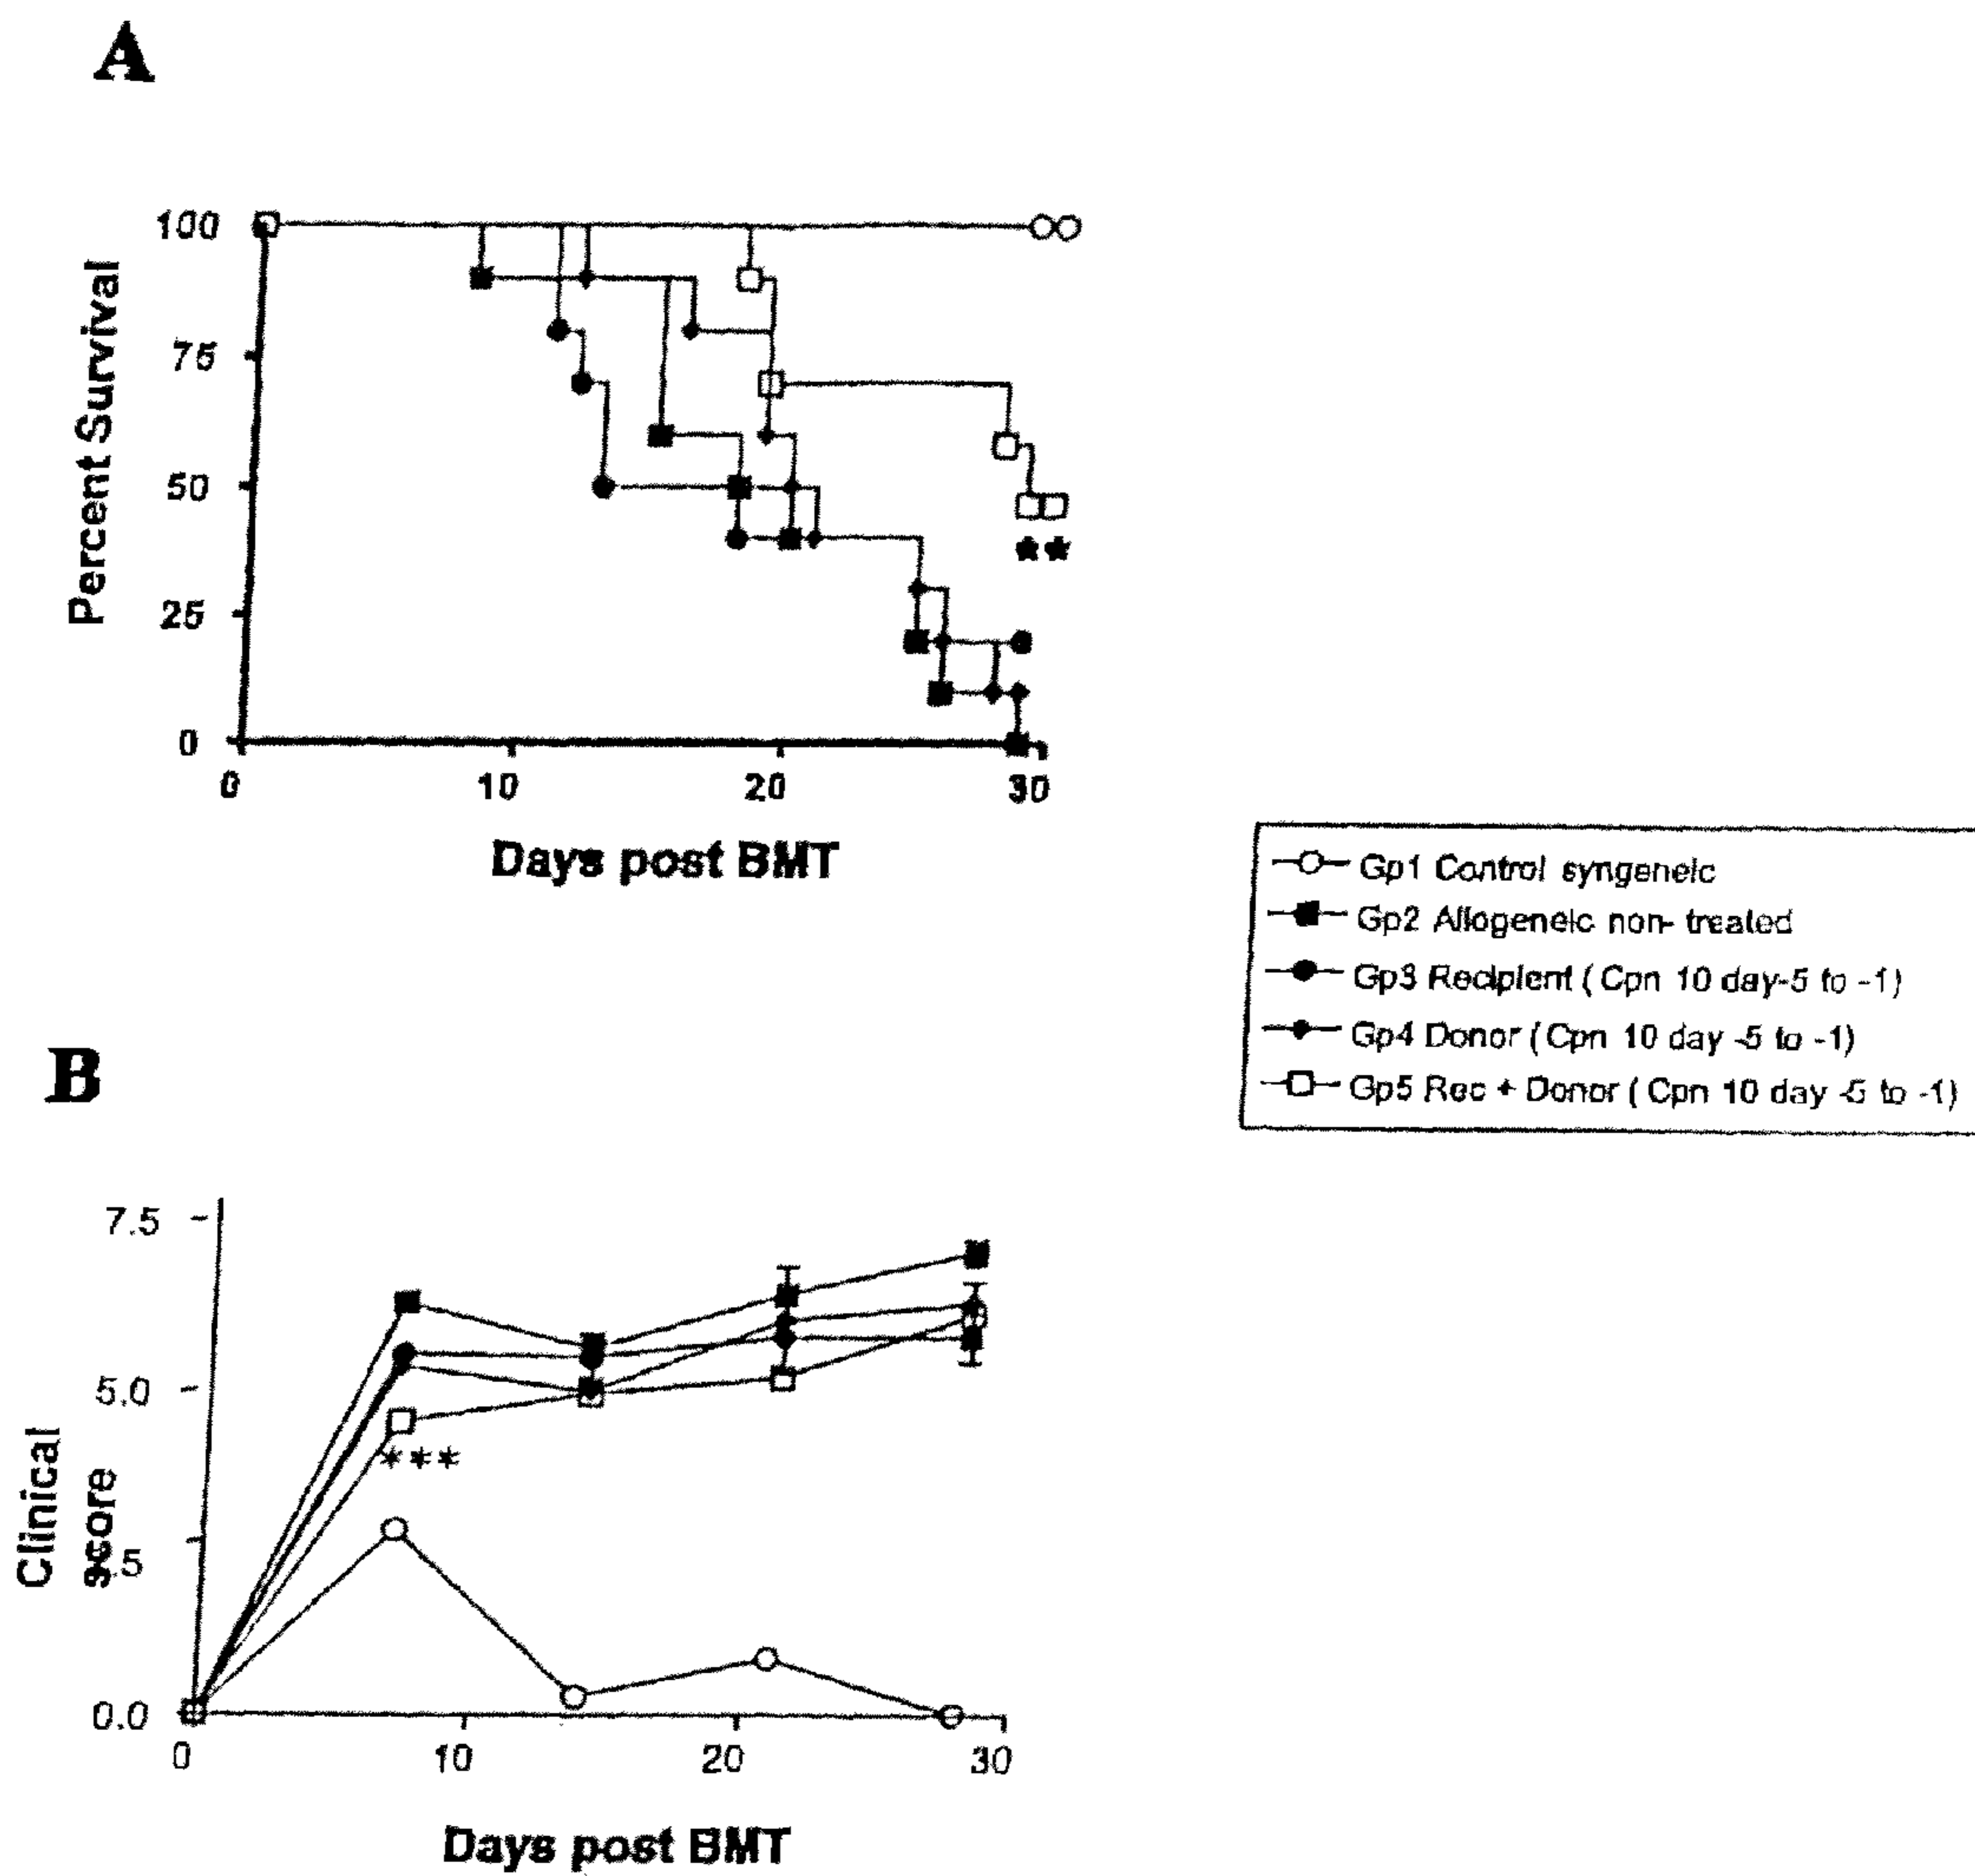 A
100
75
50
25
0
Percent Survival
0 10 20 30
★★
Days post BMT
Gp1 Control syngeneic
Gp2 Allogeneic non- treated
Gp3 Recipient ( Cpn 10 day-5 to -1)
Gp4 Donor ( Cpn 10 day -5 to -1)
Gp5 Rec + Donor ( Cpn 10 day -5 to -1)
B
7.5
5.0
.5
0.0
Clinical
score
***
0 10 20 30
Days post BMT